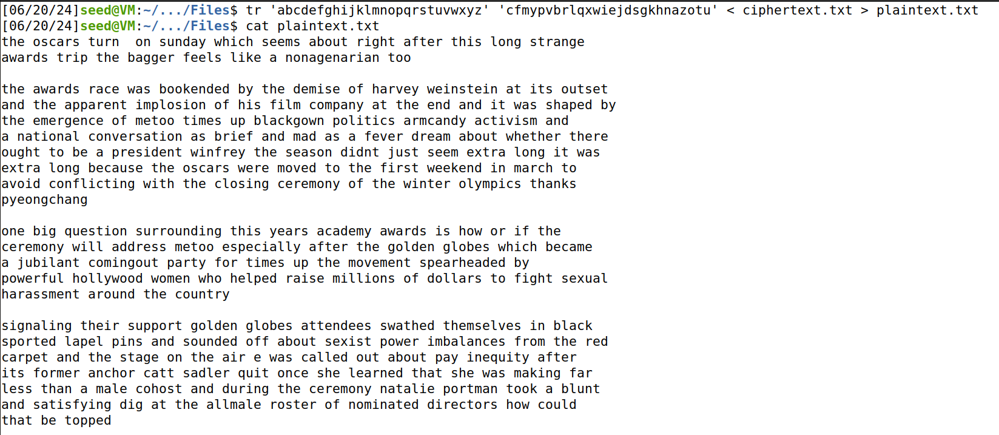 [06/20/24]seed@VM:~/.../Files$ tr 'abcdefghijklmnopqrstuvwxyz' 'cfmypvbrlqxwiejdsgkhnazotu' < ciphertext.txt > plaintext.txt
[06/20/24]seed@VM:~/.../Files$ cat plaintext.txt
the oscars turn  on sunday which seems about right after this long strange
awards trip the bagger feels like a nonagenarian too

the awards race was bookended by the demise of harvey weinstein at its outset
and the apparent implosion of his film company at the end and it was shaped by
the emergence of metoo times up blackgown politics armcandy activism and
a national conversation as brief and mad as a fever dream about whether there
ought to be a president winfrey the season didnt just seem extra long it was
extra long because the oscars were moved to the first weekend in march to
avoid conflicting with the closing ceremony of the winter olympics thanks
pyeongchang

one big question surrounding this years academy awards is how or if the
ceremony will address metoo especially after the golden globes which became
a jubilant comingout party for times up the movement spearheaded by
powerful hollywood women who helped raise millions of dollars to fight sexual
harassment around the country

signaling their support golden globes attendees swathed themselves in black
sported lapel pins and sounded off about sexist power imbalances from the red
carpet and the stage on the air e was called out about pay inequity after
its former anchor catt sadler quit once she learned that she was making far
less than a male cohost and during the ceremony natalie portman took a blunt
and satisfying dig at the allmale roster of nominated directors how could
that be topped